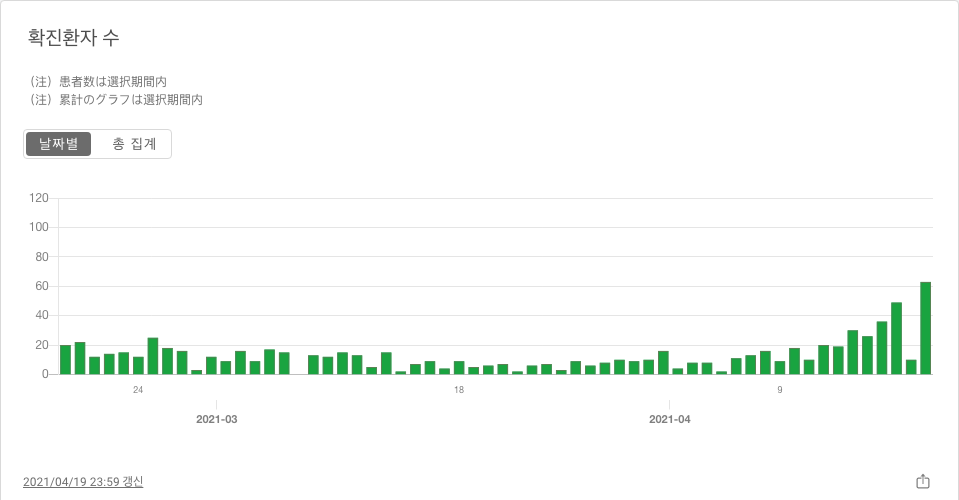 확진환자 수
（注）患者数は選択期間内
（注）累計のグラフは選択期間内
날짜별 총 집계
120
100
80
60
40
20
0
24 18 9
2021-03 2021-04
2021/04/19 23:59 갱신